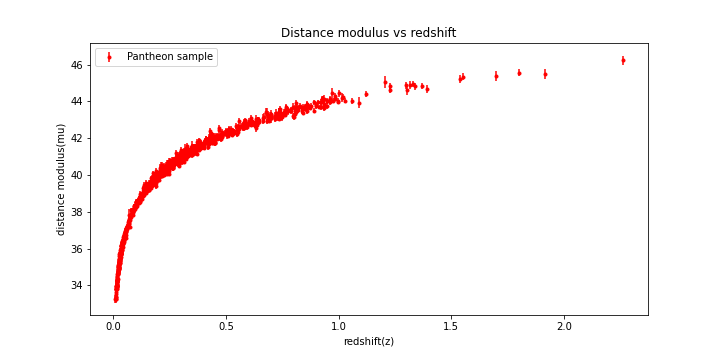 Distance modulus vs redshift
Pantheon sample
distance modulus(mu)
46
44
42
40
38
36
34
0.0 0.5 1.0 1.5 2.0
redshift(z)